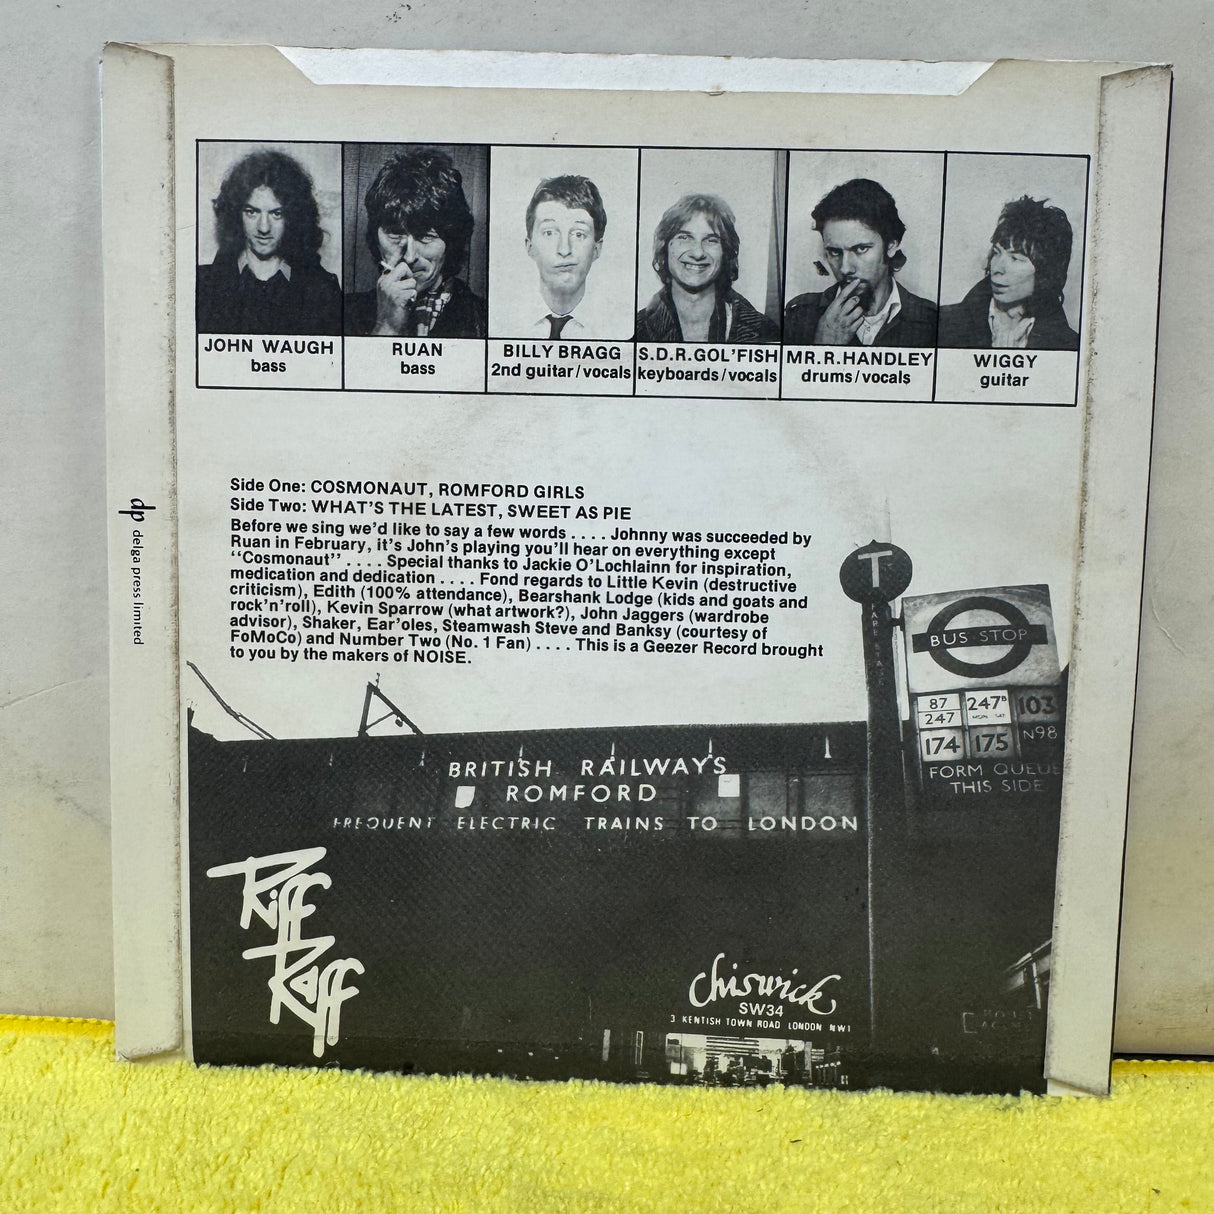 JOHN WAUGH
bass
RUAN
bass
BILLY BRAGG
2nd guitar/vocals
S.D.R.GOL'FISH
keyboards/vocals
MR.R.HANDLEY
drums/vocals
WIGGY
guitar
Side One: COSMONAUT, ROMFORD GIRLS
Side Two: WHAT'S THE LATEST, SWEET AS PIE
Before we sing we'd like to say a few words . . . . Johnny was succeeded by
Ruan in February, it's John's playing you'll hear on everything except
"Cosmonaut" . . . . Special thanks to Jackie O'Lochlainn for inspiration,
medication and dedication . . . . Fond regards to Little Kevin (destructive
criticism), Edith (100% attendance), Bearshank Lodge (kids and goats and
rock'n'roll), Kevin Sparrow (what artwork?), John Jaggers (wardrobe
advisor), Shaker, Ear'oles, Steamwash Steve and Banksy (courtesy of
FoMoCo) and Number Two (No. 1 Fan) . . . . This is a Geezer Record brought
to you by the makers of NOISE.
dp delga press limited
T
FARE STAGE
BUS STOP
87
247
247B
103
174
175
N98
FORM QUEUE
THIS SIDE
BRITISH RAILWAYS
ROMFORD
FREQUENT ELECTRIC TRAINS TO LONDON
Riff
Raff
Chiswick
SW34
3 KENTISH TOWN ROAD LONDON NW1